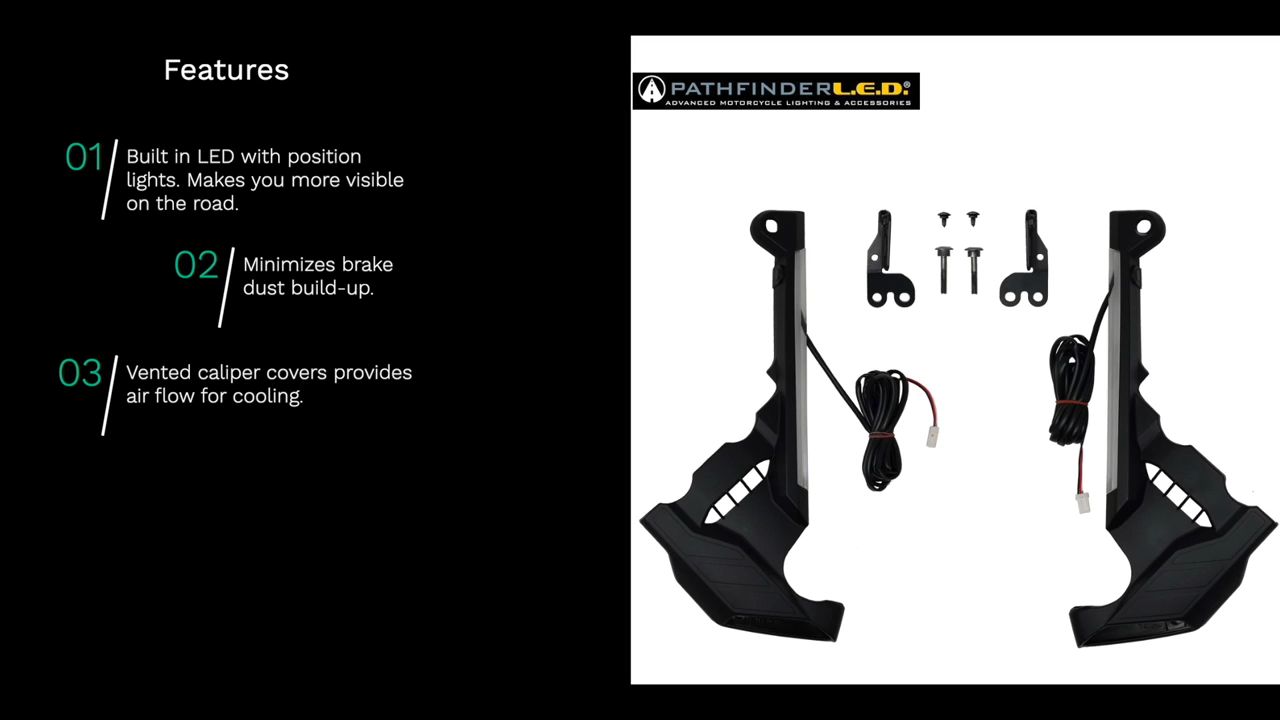 Features
01
Built in LED with position
lights. Makes you more visible
on the road.
02
Minimizes brake
dust build-up.
03
Vented caliper covers provides
air flow for cooling.
PATHFINDERL.E.D.®
ADVANCED MOTORCYCLE LIGHTING & ACCESSORIES